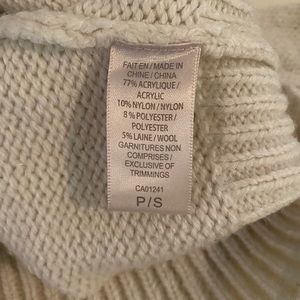 FAIT EN / MADE IN
CHINE / CHINA
77% ACRYLIQUE /
ACRYLIC
10% NYLON / NYLON
8 % POLYESTER /
POLYESTER
5% LAINE / WOOL
GARNITURES NON
COMPRISES /
EXCLUSIVE OF
TRIMMINGS
CA01241
P / S